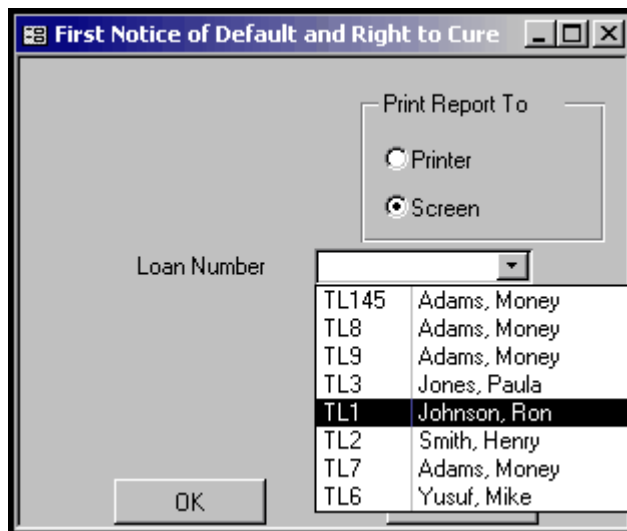 First Notice of Default and Right to Cure
Print Report To
Printer
Screen
Loan Number
TL145 Adams, Money
TL8 Adams, Money
TL9 Adams, Money
TL3 Jones, Paula
TL1 Johnson, Ron
TL2 Smith, Henry
TL7 Adams, Money
TL6 Yusuf, Mike
OK